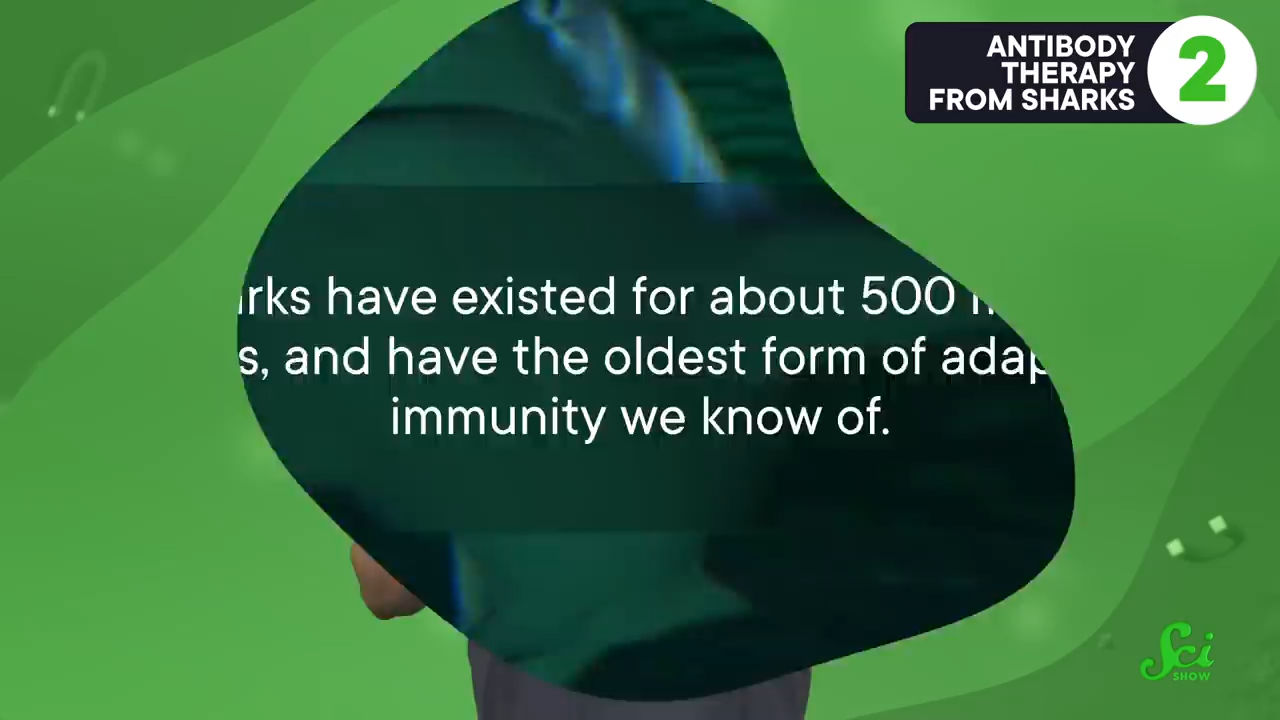 ANTIBODY
THERAPY
FROM SHARKS
2
rks have existed for about 500
s, and have the oldest form of adap
immunity we know of.
Sci
SHOW